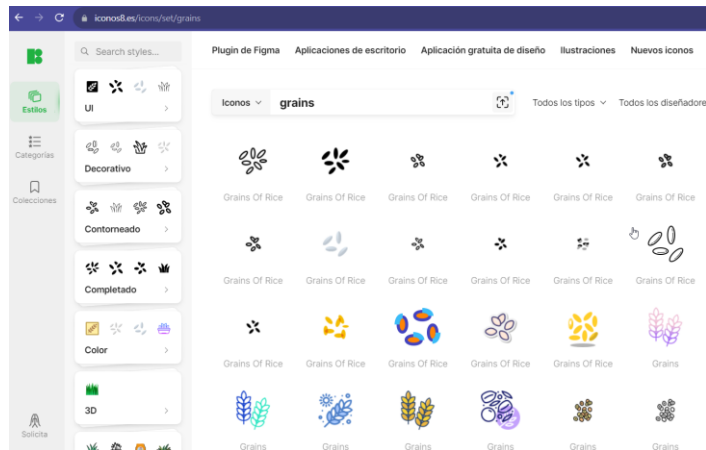 iconos8.es/icons/set/grains
Search styles...
Plugin de Figma Aplicaciones de escritorio Aplicación gratuita de diseño Ilustraciones Nuevos iconos
Estilos
Categorías
Colecciones
Solicita
UI
Decorativo
Contorneado
Completado
Color
3D
Iconos grains Todos los tipos Todos los diseñadore
Grains Of Rice Grains Of Rice Grains Of Rice Grains Of Rice Grains Of Rice Grains Of Rice
Grains Of Rice Grains Of Rice Grains Of Rice Grains Of Rice Grains Of Rice Grains Of Rice
Grains Of Rice Grains Of Rice Grains Of Rice Grains Of Rice Grains Of Rice Grains
Grains Grains Grains Grains Grains Grains